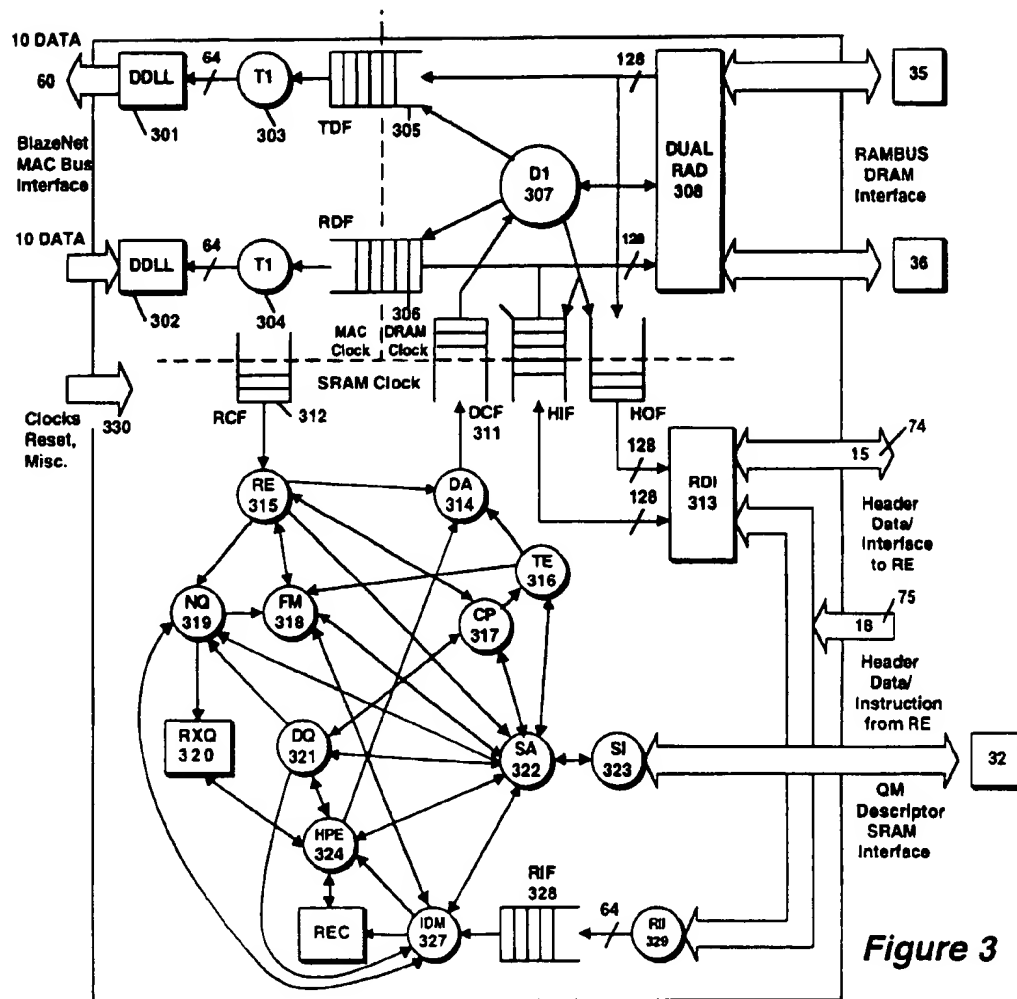 10 DATA
60
DDLL
301
64
T1
303
TDF
305
128
DUAL
RAD
308
35
BlazeNet
MAC Bus
Interface
D1
307
RAMBUS
DRAM
Interface
10 DATA
DDLL
302
64
T1
304
RDF
306
128
36
MAC
Clock
DRAM
Clock
SRAM Clock
330
Clocks
Reset,
Misc.
RCF
312
DCF
311
HIF
HOF
128
128
RDI
313
15
74
Header
Data/
Interface
to RE
RE
315
DA
314
TE
316
NQ
319
FM
318
CP
317
18
75
Header
Data/
Instruction
from RE
RXQ
320
DQ
321
SA
322
SI
323
32
QM
Descriptor
SRAM
Interface
HPE
324
REC
IDM
327
RIF
328
64
RII
329
Figure 3